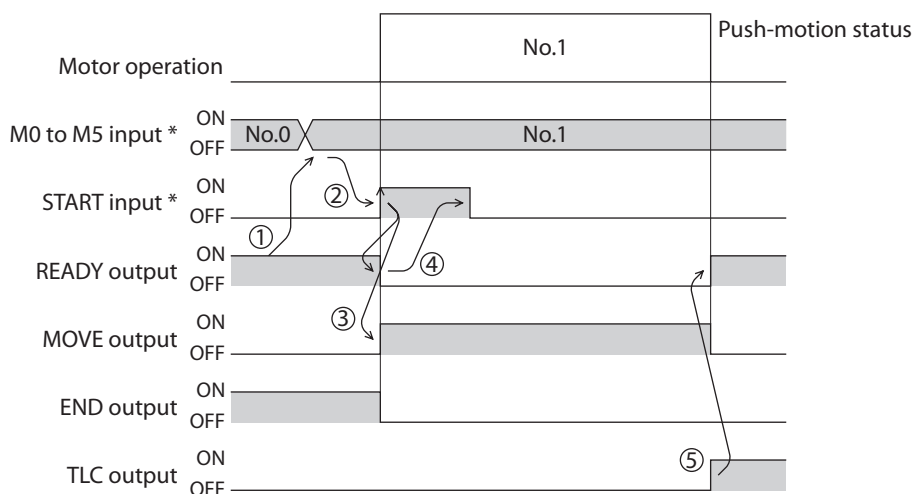 Push-motion status
No.1
Motor operation
M0 to M5 input *
ON
OFF
No.0
No.1
START input *
ON
OFF
②
①
④
READY output
ON
OFF
③
MOVE output
ON
OFF
END output
ON
OFF
⑤
TLC output
ON
OFF